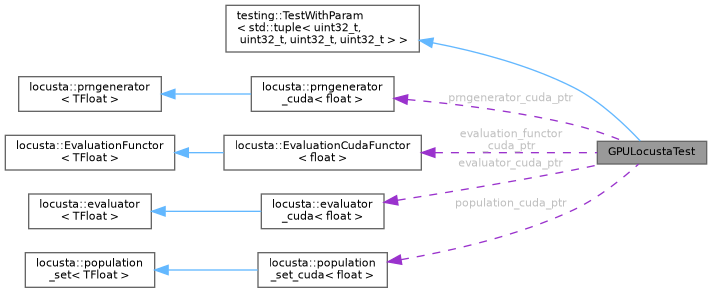 testing::TestWithParam
< std::tuple< uint32_t,
uint32_t, uint32_t, uint32_t > >
locusta::prngenerator
< TFloat >
locusta::prngenerator
_cuda< float >
prngenerator_cuda_ptr
locusta::EvaluationFunctor
< TFloat >
locusta::EvaluationCudaFunctor
< float >
evaluation_functor
cuda_ptr
GPULocustaTest
evaluator_cuda_ptr
locusta::evaluator
< TFloat >
locusta::evaluator
_cuda< float >
population_cuda_ptr
locusta::population
_set< TFloat >
locusta::population
_set_cuda< float >